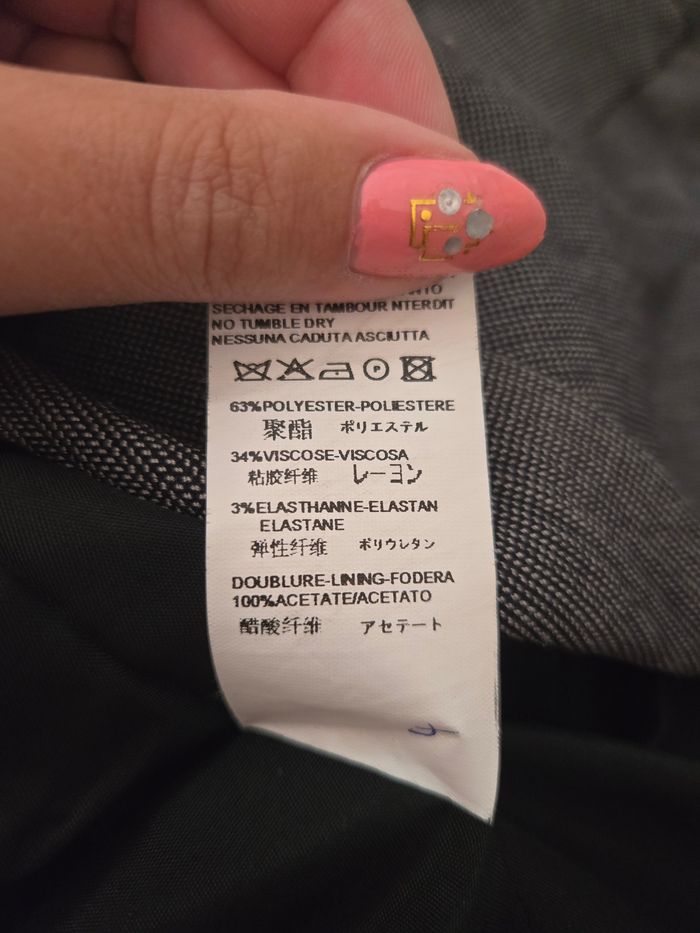 SECHAGE EN TAMBOUR NTERDIT
NO TUMBLE DRY
NESSUNA CADUTA ASCIUTTA
63%POLYESTER-POLIESTERE
聚酯 ポリエステル
34%VISCOSE-VISCOSA
粘胶纤维 レーヨン
3%ELASTHANNE-ELASTAN
ELASTANE
弹性纤维 ポリウレタン
DOUBLURE-LINING-FODERA
100%ACETATE/ACETATO
醋酸纤维 アセテート